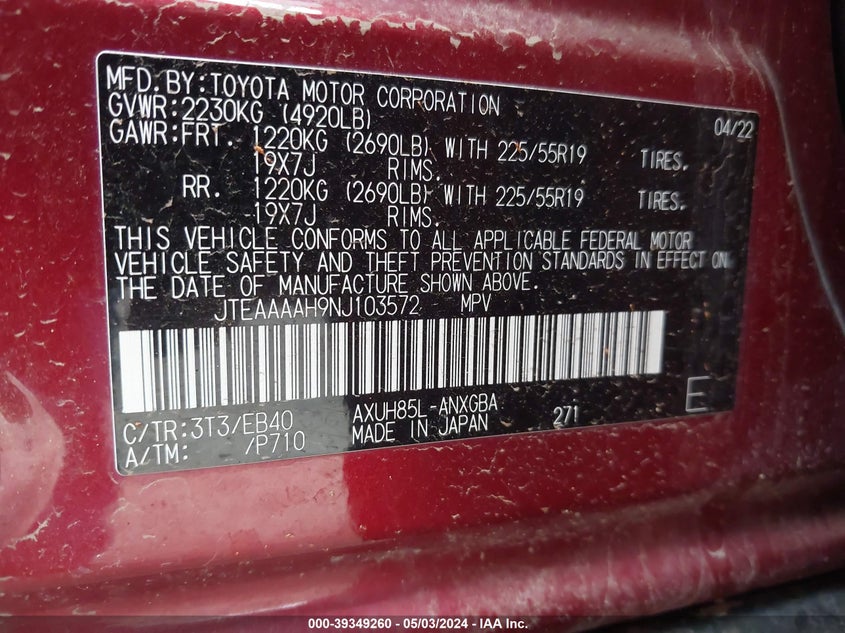 MFD. BY: TOYOTA MOTOR CORPORATION 04/22
GVWR: 2230KG (4920LB)
GAWR: FRT. 1220KG (2690LB) WITH 225/55R19 TIRES.
19X7J RIMS.
RR. 1220KG (2690LB) WITH 225/55R19 TIRES.
19X7J RIMS.
THIS VEHICLE CONFORMS TO ALL APPLICABLE FEDERAL MOTOR
VEHICLE SAFETY AND THEFT PREVENTION STANDARDS IN EFFECT ON
THE DATE OF MANUFACTURE SHOWN ABOVE.
JTEAAAAH9NJ103572 MPV
C/TR: 3T3/EB40 AXUH85L-ANXGBA E
A/TM: /P710 MADE IN JAPAN 271
000-39349260 - 05/03/2024 - IAA Inc.